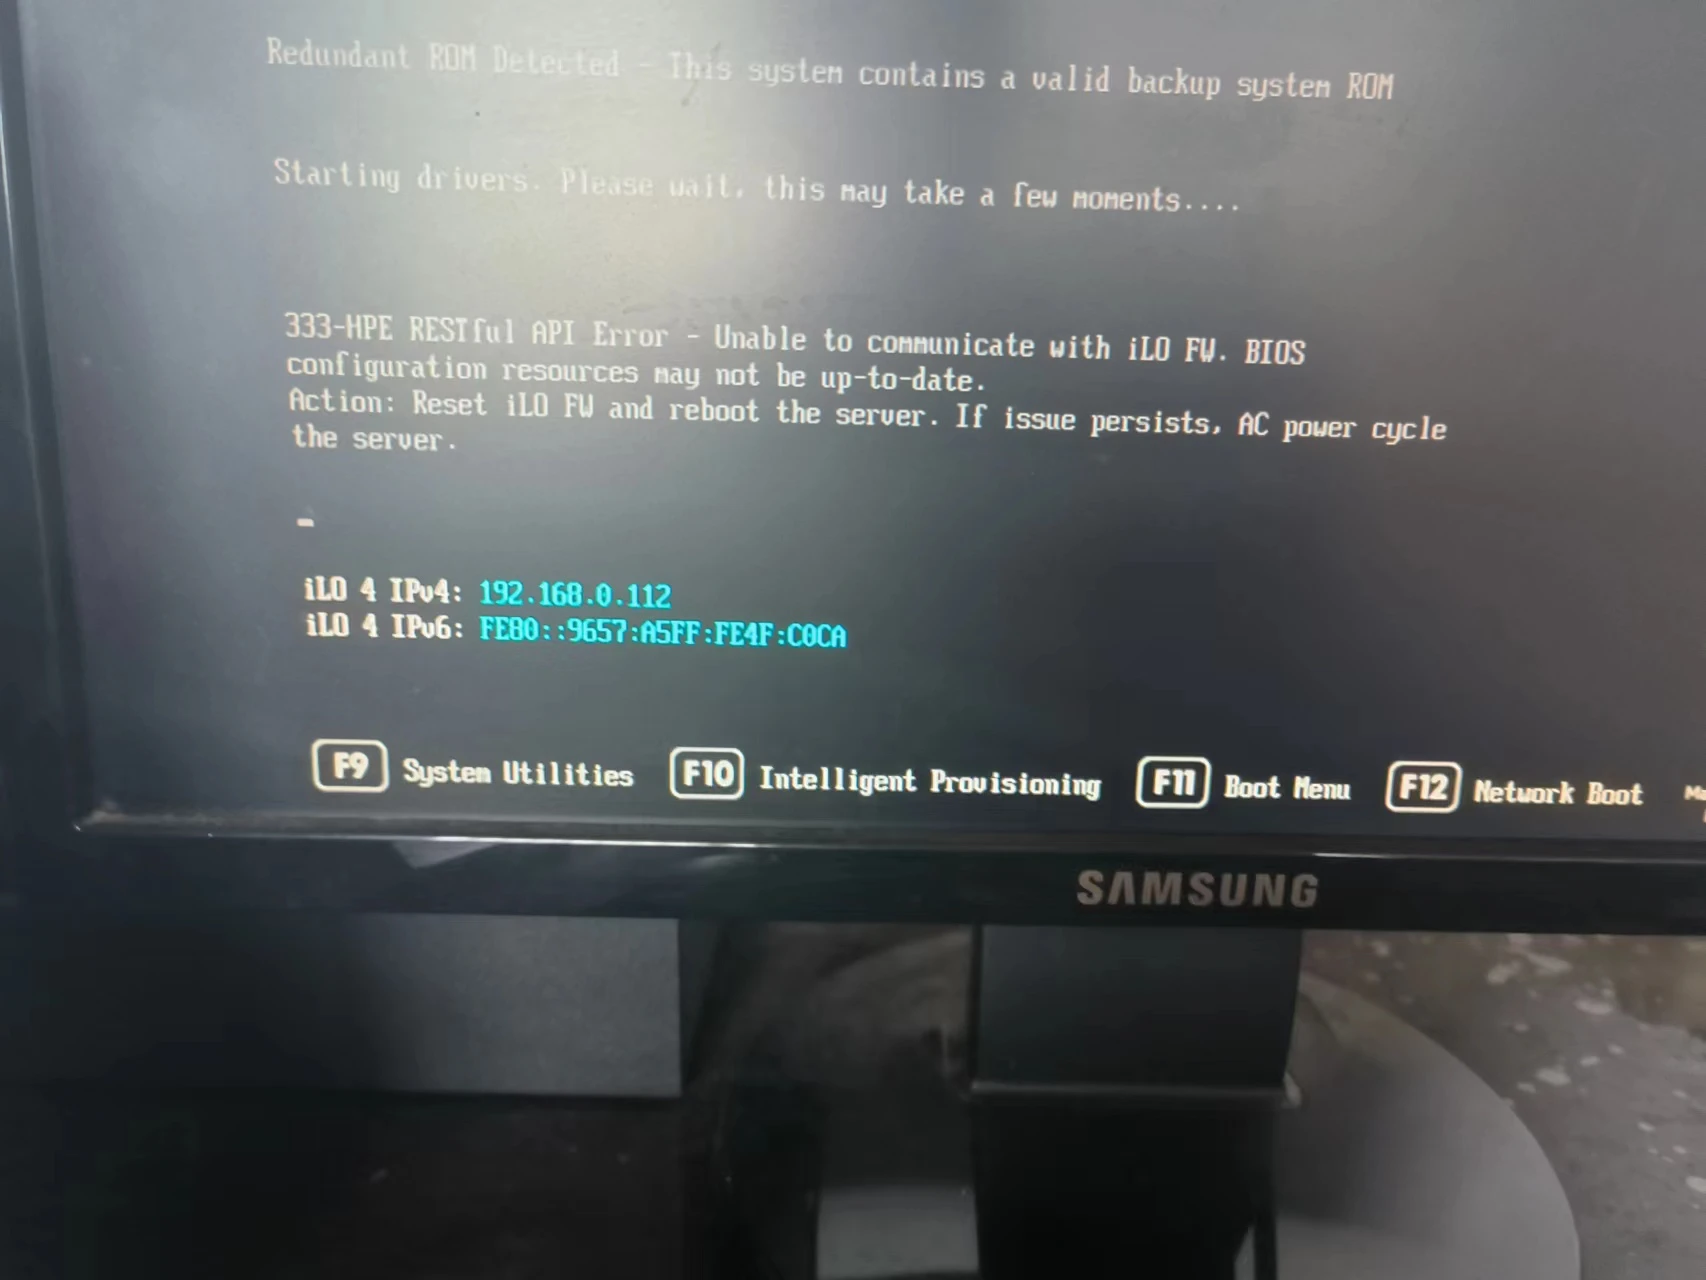 Redundant ROM Detected - This system contains a valid backup system ROM
Starting drivers. Please wait, this may take a few moments....
333-HPE RESTful API Error - Unable to communicate with iLO FW. BIOS
configuration resources may not be up-to-date.
Action: Reset iLO FW and reboot the server. If issue persists, AC power cycle
the server.
iLO 4 IPv4: 192.168.0.112
iLO 4 IPv6: FE80::9657:A5FF:FE4F:C0CA
F9 System Utilities F10 Intelligent Provisioning F11 Boot Menu F12 Network Boot
SAMSUNG